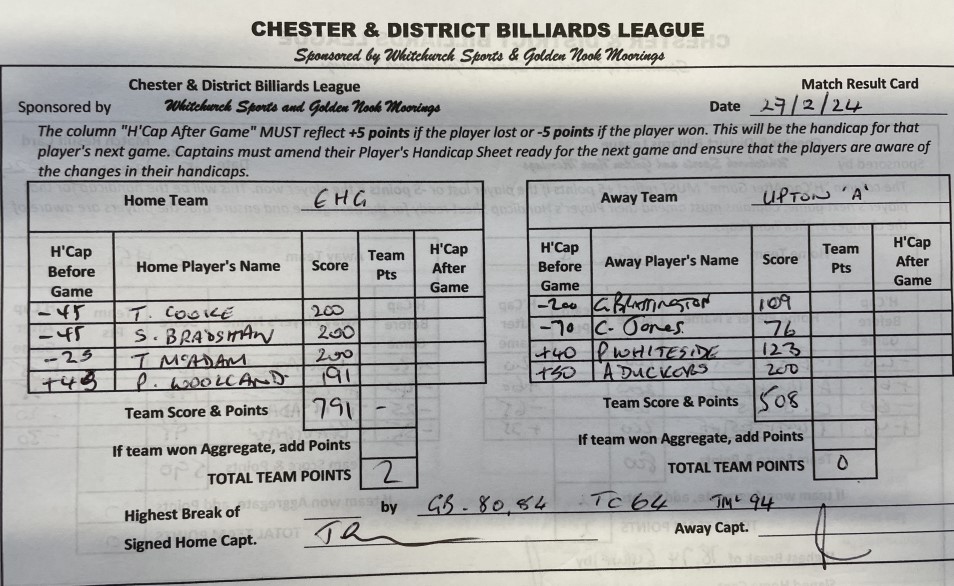 CHESTER & DISTRICT BILLIARDS LEAGUE
Sponsored by Whitchurch Sports & Golden Nook Moorings
Chester & District Billiards League Match Result Card
Sponsored by Whitchurch Sports and Golden Nook Moorings Date 27/2/24
The column "H'Cap After Game" MUST reflect +5 points if the player lost or -5 points if the player won. This will be the handicap for that
player's next game. Captains must amend their Player's Handicap Sheet ready for the next game and ensure that the players are aware of
the changes in their handicaps.
Home Team EHG Away Team UPTON 'A'
H'Cap Before Game Home Player's Name Score Team Pts H'Cap After Game H'Cap Before Game Away Player's Name Score Team Pts H'Cap After Game
-45 T. COOKE 200 -200 G. BRATTINGTON 109
-45 S. BRADSHAW 200 -70 C. Jones 76
-25 T McADAM 200 +40 P WHITESIDE 123
P. WOOLLAND 191 +50 A DUCKERS 200
Team Score & Points 791 - Team Score & Points 508
If team won Aggregate, add Points If team won Aggregate, add Points
TOTAL TEAM POINTS 2 TOTAL TEAM POINTS 0
Highest Break of by GB. 80, 84 TC 64 TMc 94
Signed Home Capt. Away Capt.